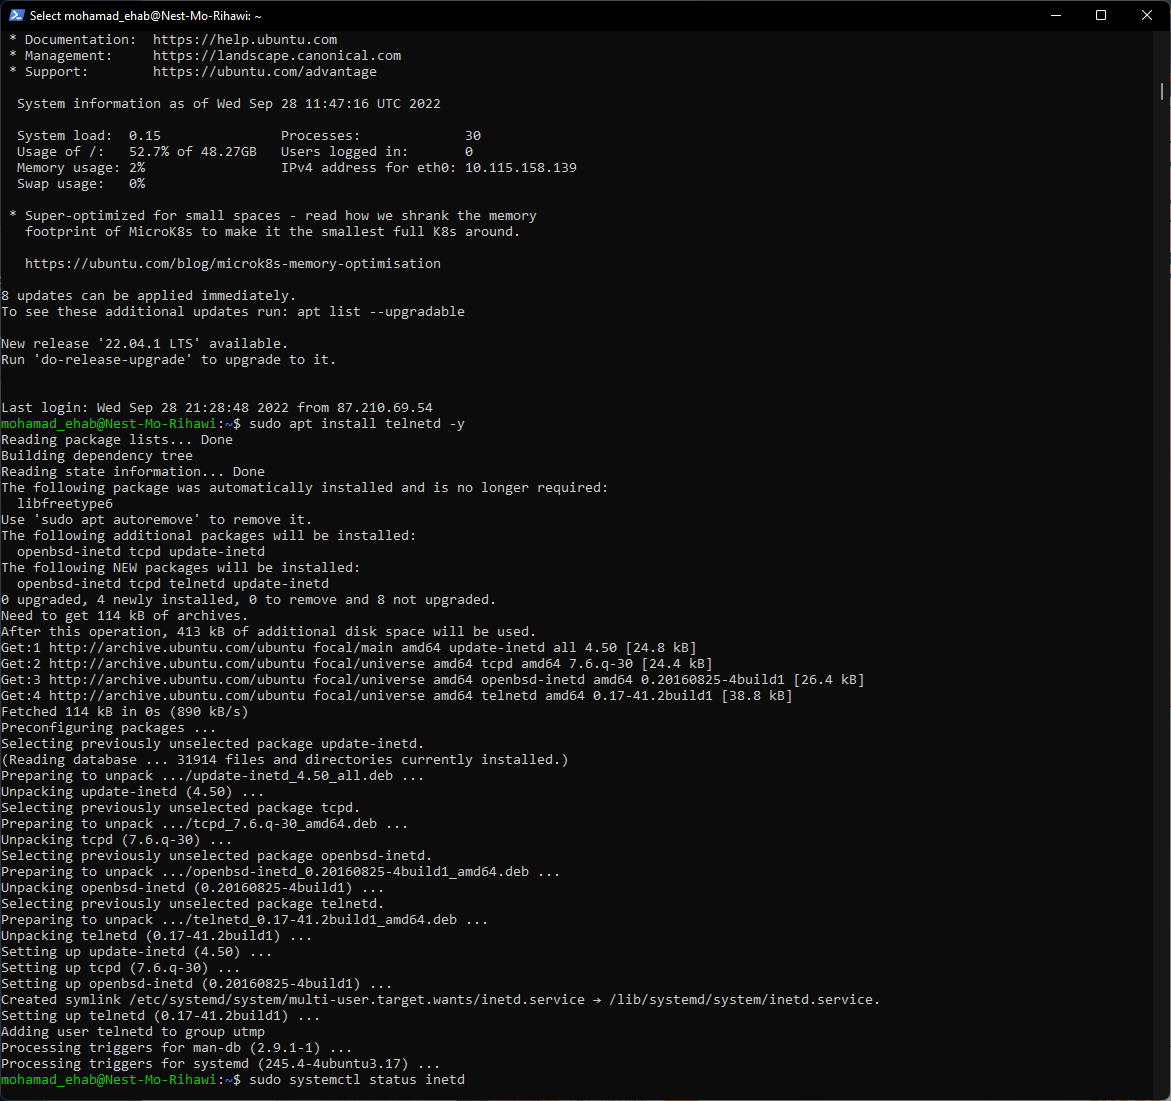 Select mohamad_ehab@Nest-Mo-Rihawi: ~
 * Documentation:  https://help.ubuntu.com
 * Management:     https://landscape.canonical.com
 * Support:        https://ubuntu.com/advantage
  System information as of Wed Sep 28 11:47:16 UTC 2022
  System load:  0.15               Processes:             30
  Usage of /:   52.7% of 48.27GB   Users logged in:       0
  Memory usage: 2%                 IPv4 address for eth0: 10.115.158.139
  Swap usage:   0%
 * Super-optimized for small spaces - read how we shrank the memory
   footprint of MicroK8s to make it the smallest full K8s around.
   https://ubuntu.com/blog/microk8s-memory-optimisation
8 updates can be applied immediately.
To see these additional updates run: apt list --upgradable
New release '22.04.1 LTS' available.
Run 'do-release-upgrade' to upgrade to it.
Last login: Wed Sep 28 21:28:48 2022 from 87.210.69.54
mohamad_ehab@Nest-Mo-Rihawi:~$ sudo apt install telnetd -y
Reading package lists... Done
Building dependency tree
Reading state information... Done
The following package was automatically installed and is no longer required:
  libfreetype6
Use 'sudo apt autoremove' to remove it.
The following additional packages will be installed:
  openbsd-inetd tcpd update-inetd
The following NEW packages will be installed:
  openbsd-inetd tcpd telnetd update-inetd
0 upgraded, 4 newly installed, 0 to remove and 8 not upgraded.
Need to get 114 kB of archives.
After this operation, 413 kB of additional disk space will be used.
Get:1 http://archive.ubuntu.com/ubuntu focal/main amd64 update-inetd all 4.50 [24.8 kB]
Get:2 http://archive.ubuntu.com/ubuntu focal/universe amd64 tcpd amd64 7.6.q-30 [24.4 kB]
Get:3 http://archive.ubuntu.com/ubuntu focal/universe amd64 openbsd-inetd amd64 0.20160825-4build1 [26.4 kB]
Get:4 http://archive.ubuntu.com/ubuntu focal/universe amd64 telnetd amd64 0.17-41.2build1 [38.8 kB]
Fetched 114 kB in 0s (890 kB/s)
Preconfiguring packages ...
Selecting previously unselected package update-inetd.
(Reading database ... 31914 files and directories currently installed.)
Preparing to unpack .../update-inetd_4.50_all.deb ...
Unpacking update-inetd (4.50) ...
Selecting previously unselected package tcpd.
Preparing to unpack .../tcpd_7.6.q-30_amd64.deb ...
Unpacking tcpd (7.6.q-30) ...
Selecting previously unselected package openbsd-inetd.
Preparing to unpack .../openbsd-inetd_0.20160825-4build1_amd64.deb ...
Unpacking openbsd-inetd (0.20160825-4build1) ...
Selecting previously unselected package telnetd.
Preparing to unpack .../telnetd_0.17-41.2build1_amd64.deb ...
Unpacking telnetd (0.17-41.2build1) ...
Setting up update-inetd (4.50) ...
Setting up tcpd (7.6.q-30) ...
Setting up openbsd-inetd (0.20160825-4build1) ...
Created symlink /etc/systemd/system/multi-user.target.wants/inetd.service → /lib/systemd/system/inetd.service.
Setting up telnetd (0.17-41.2build1) ...
Adding user telnetd to group utmp
Processing triggers for man-db (2.9.1-1) ...
Processing triggers for systemd (245.4-4ubuntu3.17) ...
mohamad_ehab@Nest-Mo-Rihawi:~$ sudo systemctl status inetd